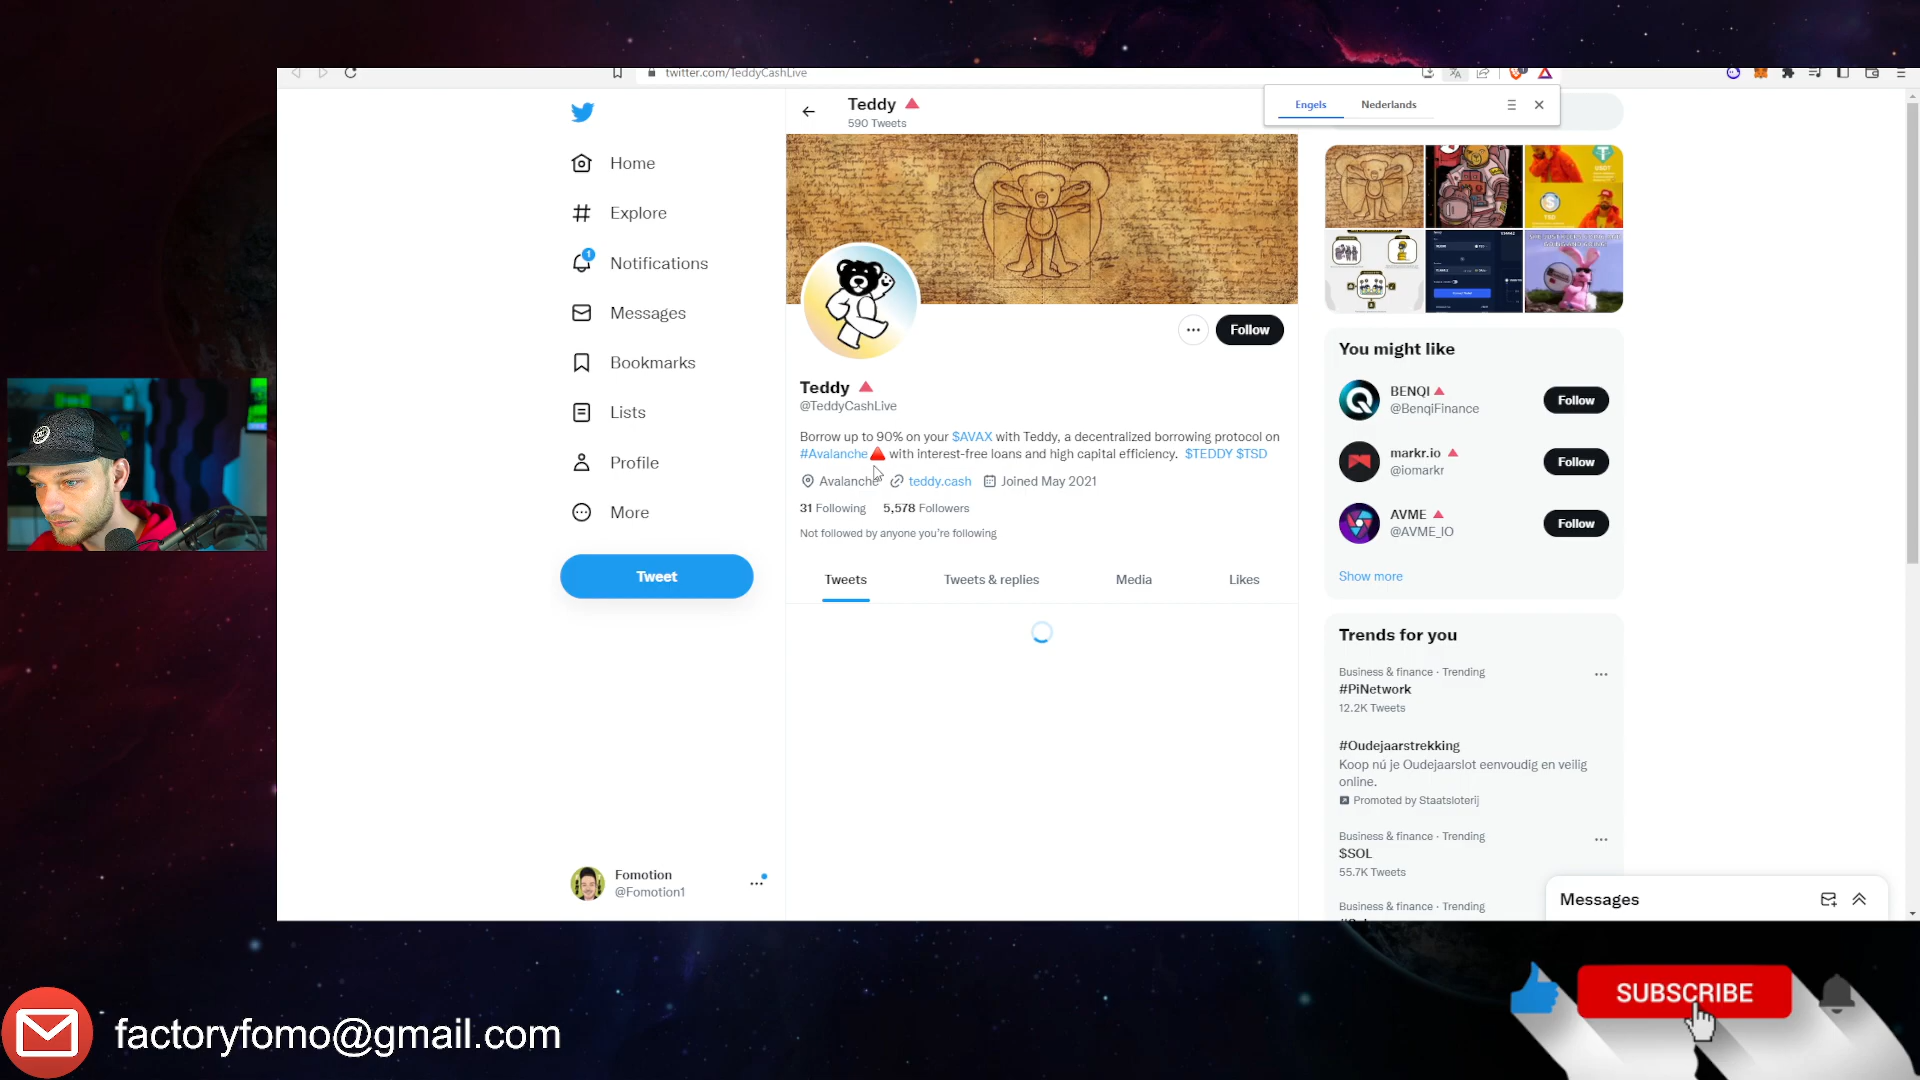 twitter.com/TeddyCashLive
Engels Nederlands
Teddy
590 Tweets
Home
Explore
1
Notifications
Messages
Bookmarks
Lists
Profile
More
Tweet
Fomotion
@Fomotion1
Follow
Teddy
@TeddyCashLive
Borrow up to 90% on your $AVAX with Teddy, a decentralized borrowing protocol on
#Avalanche with interest-free loans and high capital efficiency. $TEDDY $TSD
Avalanche teddy.cash Joined May 2021
31 Following 5,578 Followers
Not followed by anyone you're following
Tweets Tweets & replies Media Likes
You might like
BENQI
@BenqiFinance
Follow
markr.io
@iomarkr
Follow
AVME
@AVME_IO
Follow
Show more
Trends for you
Business & finance · Trending
#PiNetwork
12.2K Tweets
#Oudejaarstrekking
Koop nú je Oudejaarslot eenvoudig en veilig
online.
Promoted by Staatsloterij
Business & finance · Trending
$SOL
55.7K Tweets
Business & finance · Trending
Messages
factoryfomo@gmail.com
SUBSCRIBE